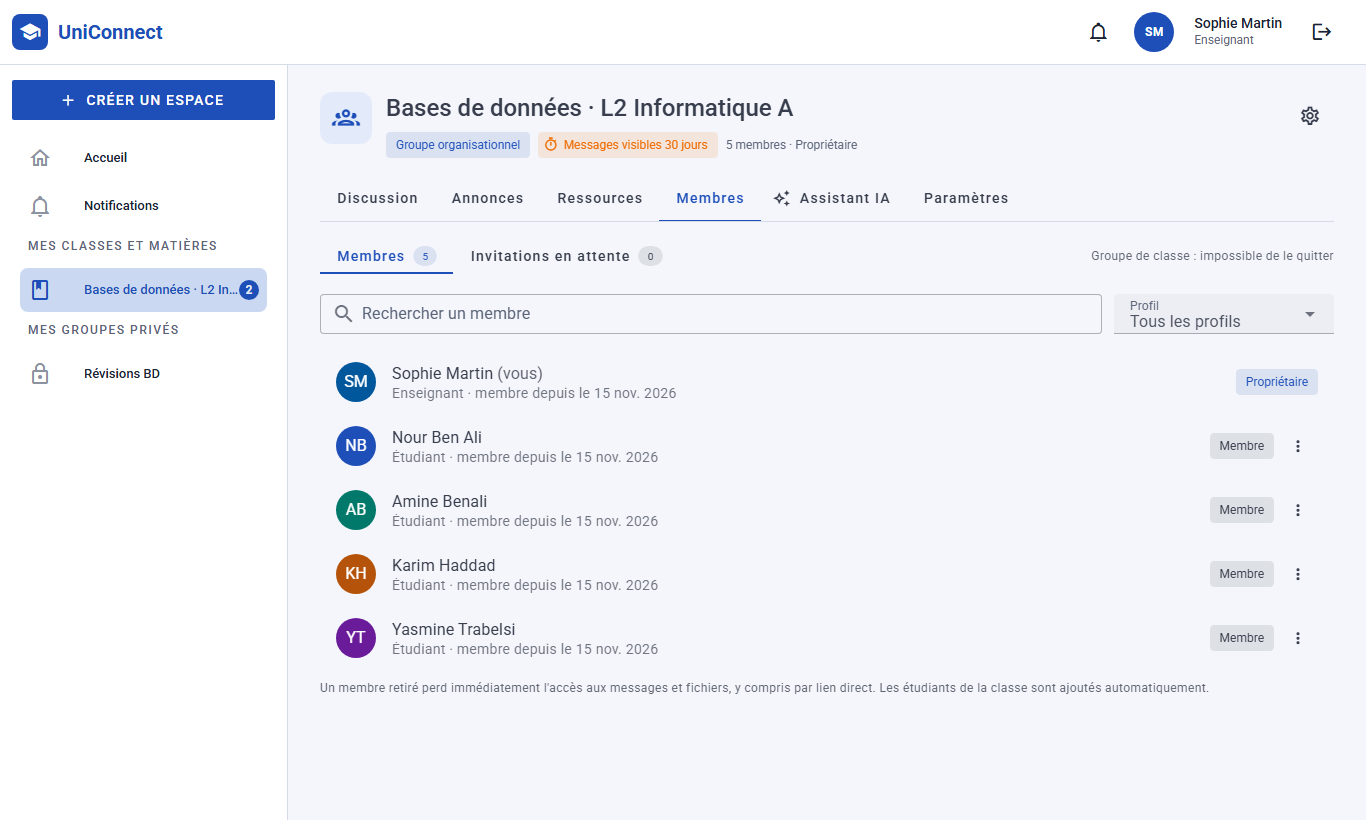 UniConnect
SM
Sophie Martin
Enseignant
CRÉER UN ESPACE
Accueil
Notifications
MES CLASSES ET MATIÈRES
Bases de données · L2 In... 2
MES GROUPES PRIVÉS
Révisions BD
Bases de données · L2 Informatique A
Groupe organisationnel
Messages visibles 30 jours
5 membres · Propriétaire
Discussion
Annonces
Ressources
Membres
Assistant IA
Paramètres
Membres 5
Invitations en attente 0
Groupe de classe : impossible de le quitter
Rechercher un membre
Profil
Tous les profils
SM
Sophie Martin (vous)
Enseignant · membre depuis le 15 nov. 2026
Propriétaire
NB
Nour Ben Ali
Étudiant · membre depuis le 15 nov. 2026
Membre
AB
Amine Benali
Étudiant · membre depuis le 15 nov. 2026
Membre
KH
Karim Haddad
Étudiant · membre depuis le 15 nov. 2026
Membre
YT
Yasmine Trabelsi
Étudiant · membre depuis le 15 nov. 2026
Membre
Un membre retiré perd immédiatement l'accès aux messages et fichiers, y compris par lien direct. Les étudiants de la classe sont ajoutés automatiquement.